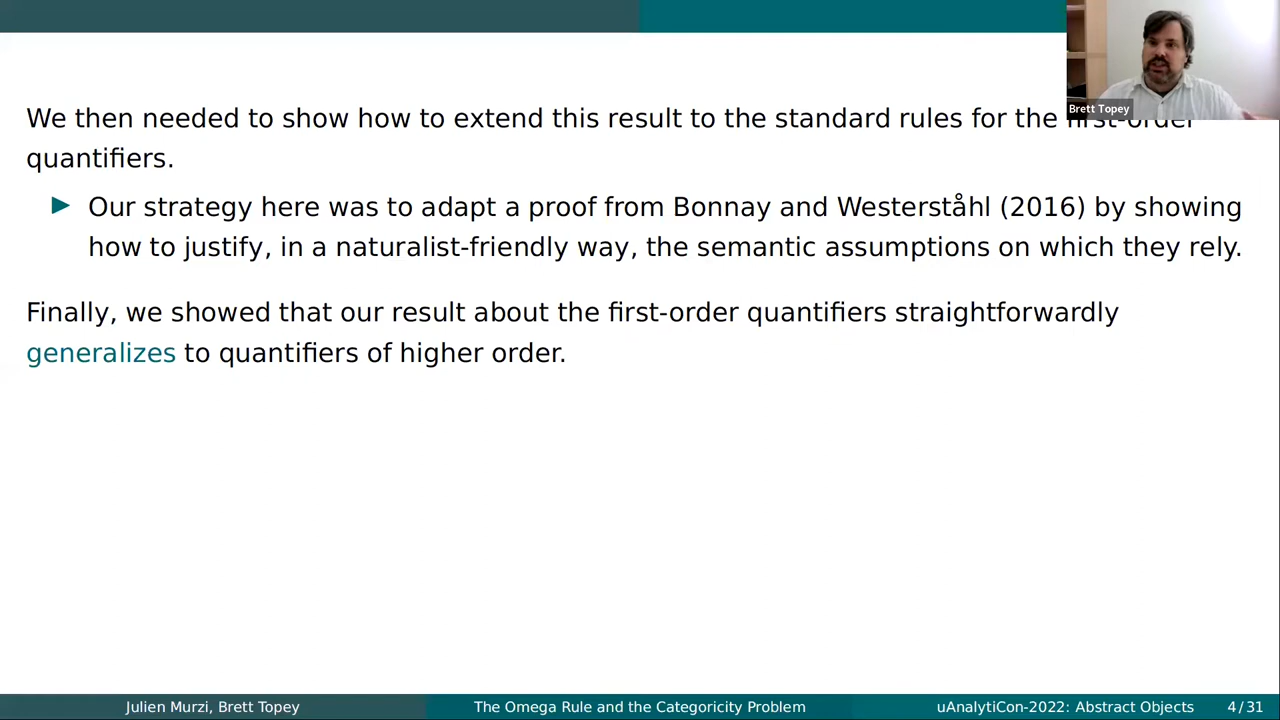 Brett Topey
We then needed to show how to extend this result to the standard rules for the first-order
quantifiers.
Our strategy here was to adapt a proof from Bonnay and Westerståhl (2016) by showing
how to justify, in a naturalist-friendly way, the semantic assumptions on which they rely.
Finally, we showed that our result about the first-order quantifiers straightforwardly
generalizes to quantifiers of higher order.
Julien Murzi, Brett Topey
The Omega Rule and the Categoricity Problem
uAnalytiCon-2022: Abstract Objects
4/31